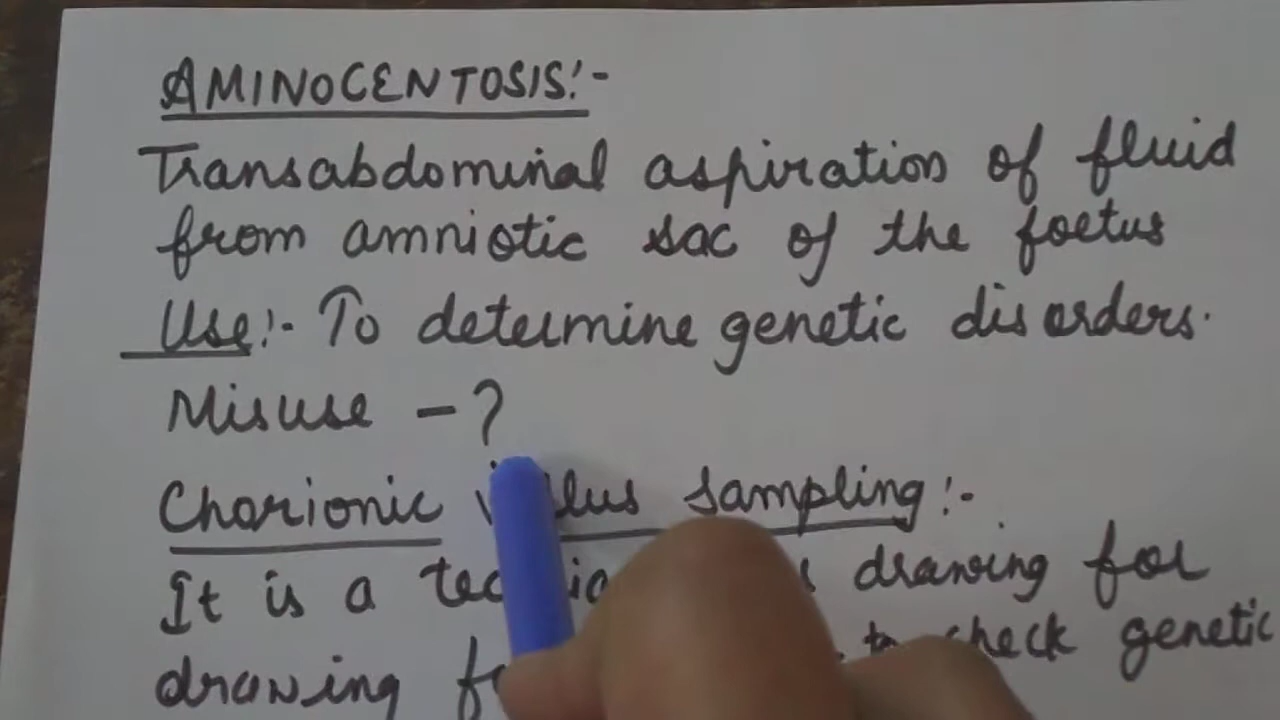 AMINOCENTOSIS:-
Transabdominal aspiration of fluid
from amniotic sac of the foetus
Use:- To determine genetic disorders.
Misuse - ?
Chorionic sampling:-
It is a drawing for
drawing check genetic